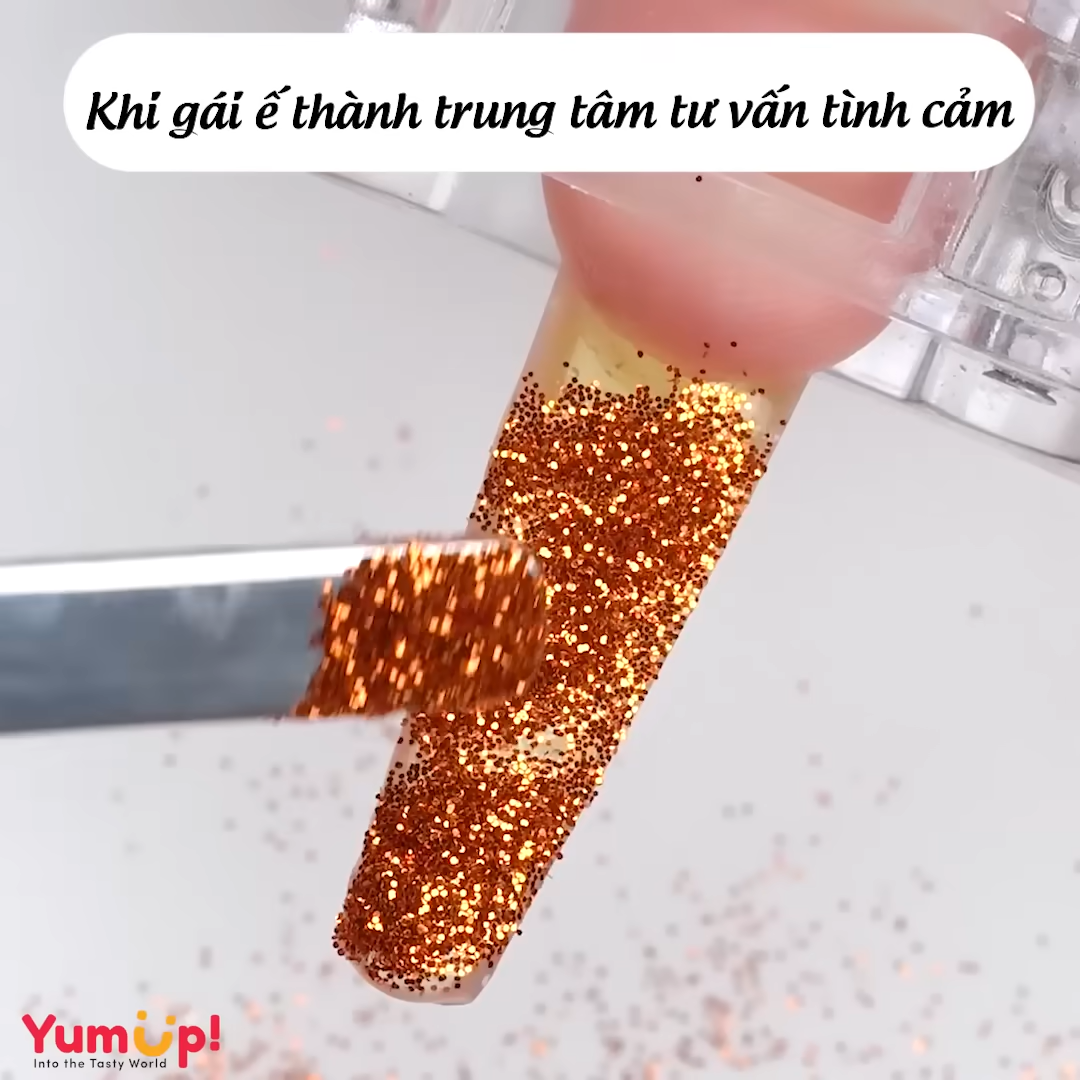 Khi gái ế thành trung tâm tư vấn tình cảm
YumUp!
Into the Tasty World